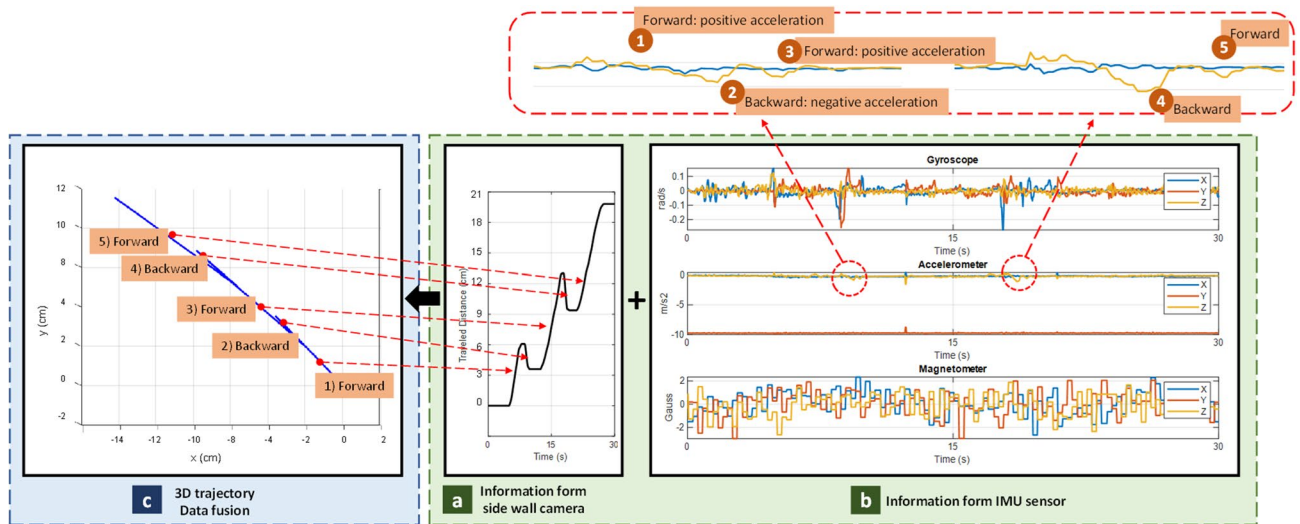 Forward: positive acceleration
1
3
Forward: positive acceleration
2
Backward: negative acceleration
Forward
5
4
Backward
12
10
8
6
4
2
0
-2
y (cm)
-14
-12
-10
-8
-6
-4
-2
0
2
x (cm)
5) Forward
4) Backward
3) Forward
2) Backward
1) Forward
c
3D trajectory
Data fusion
21
18
15
12
9
6
3
0
Traveled Distance (cm)
0
15
30
Time (s)
a
Information form
side wall camera
+
Gyroscope
0.1
0
-0.1
-0.2
rad/s
X
Y
Z
0
15
30
Time (s)
Accelerometer
0
-5
-10
m/s2
X
Y
Z
0
15
30
Time (s)
Magnetometer
2
0
-2
Gauss
X
Y
Z
0
15
30
Time (s)
b
Information form IMU sensor